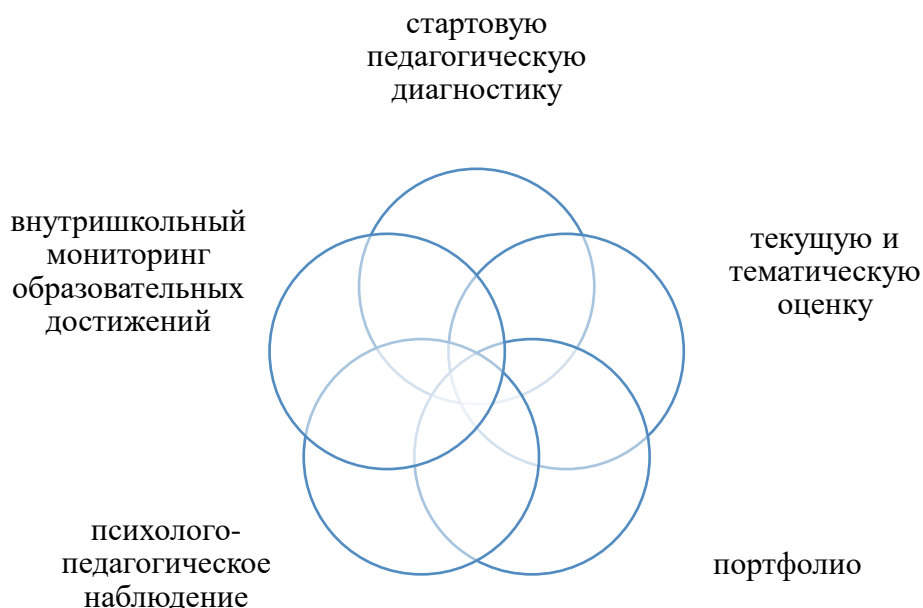 стартовую
педагогическую
диагностику
внутришкольный
мониторинг
образовательных
достижений
текущую и
тематическую
оценку
психолого-
педагогическое
наблюдение
портфолио